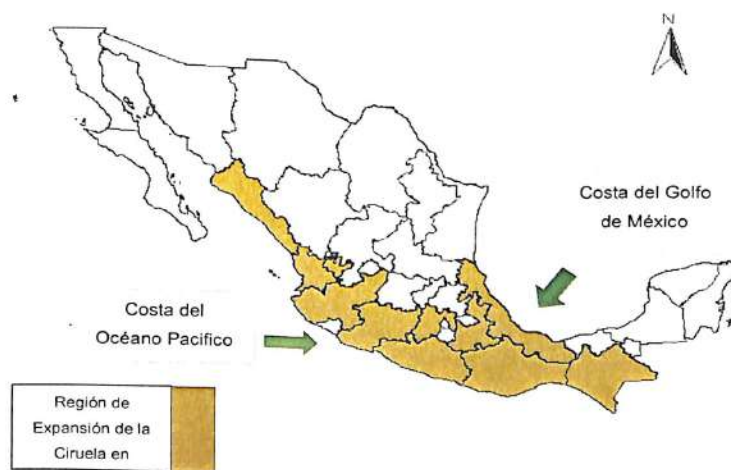 N
Costa del Golfo
de México
Costa del
Océano Pacifico
Región de
Expansión de la
Ciruela en